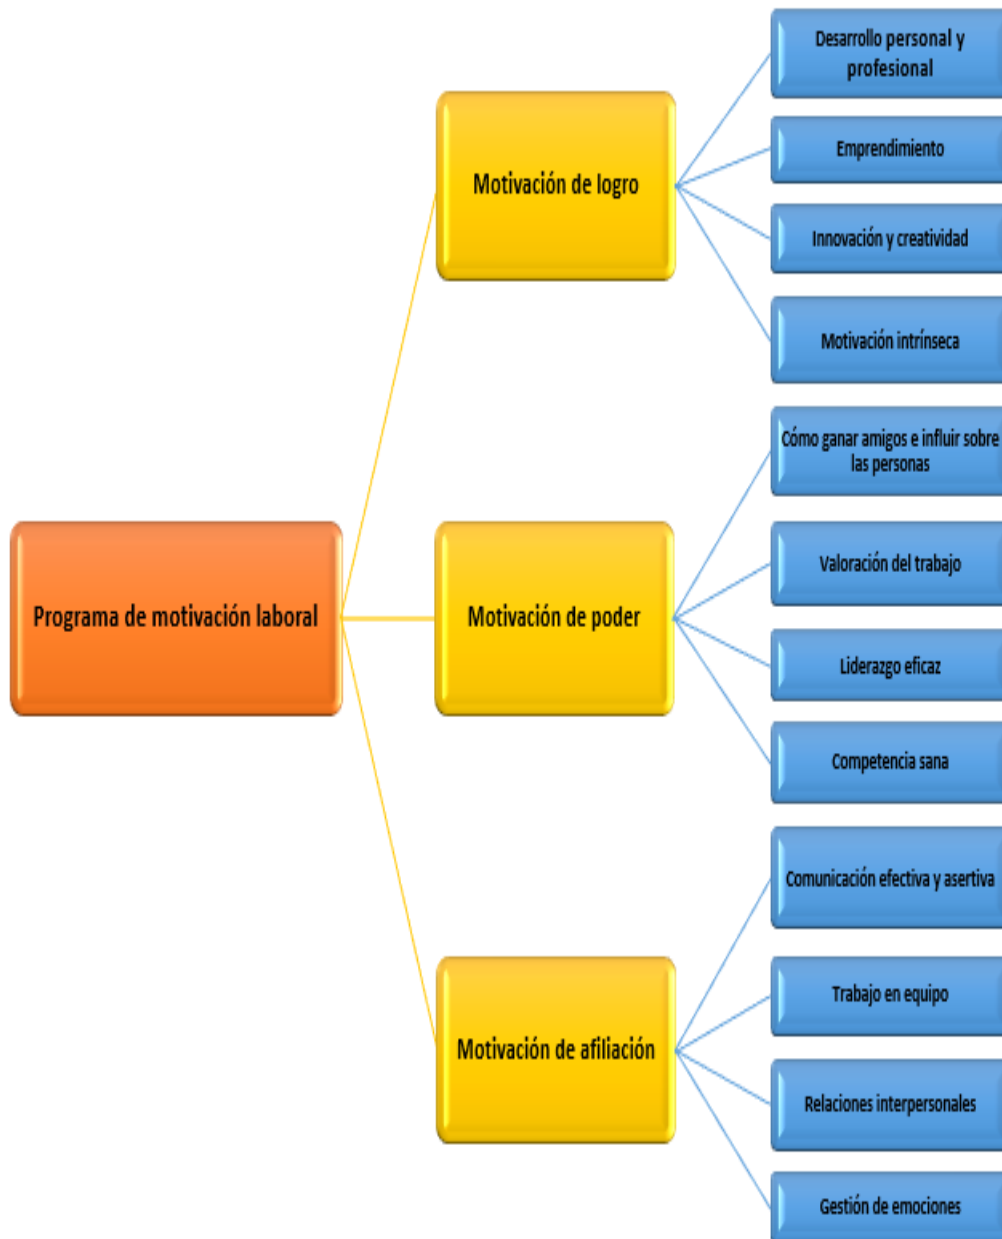 Programa de motivación laboral
Motivación de logro
Desarrollo personal y
profesional
Emprendimiento
Innovación y creatividad
Motivación intrínseca
Motivación de poder
Cómo ganar amigos e influir sobre
las personas
Valoración del trabajo
Liderazgo eficaz
Competencia sana
Motivación de afiliación
Comunicación efectiva y asertiva
Trabajo en equipo
Relaciones interpersonales
Gestión de emociones